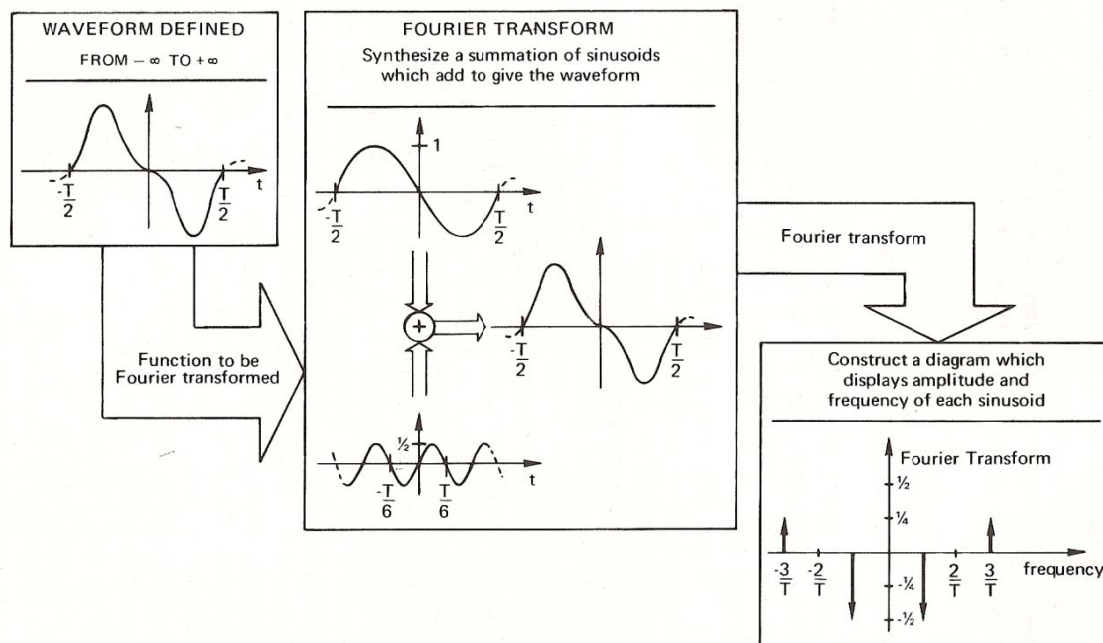 WAVEFORM DEFINED
FROM – ∞ TO +∞
-T/2
T/2
t
Function to be
Fourier transformed
FOURIER TRANSFORM
Synthesize a summation of sinusoids
which add to give the waveform
1
-T/2
T/2
t
+
-T/2
T/2
½
-T/6
T/6
t
Fourier transform
Construct a diagram which
displays amplitude and
frequency of each sinusoid
Fourier Transform
½
¼
-3/T
-2/T
2/T
3/T
frequency
-¼
-½